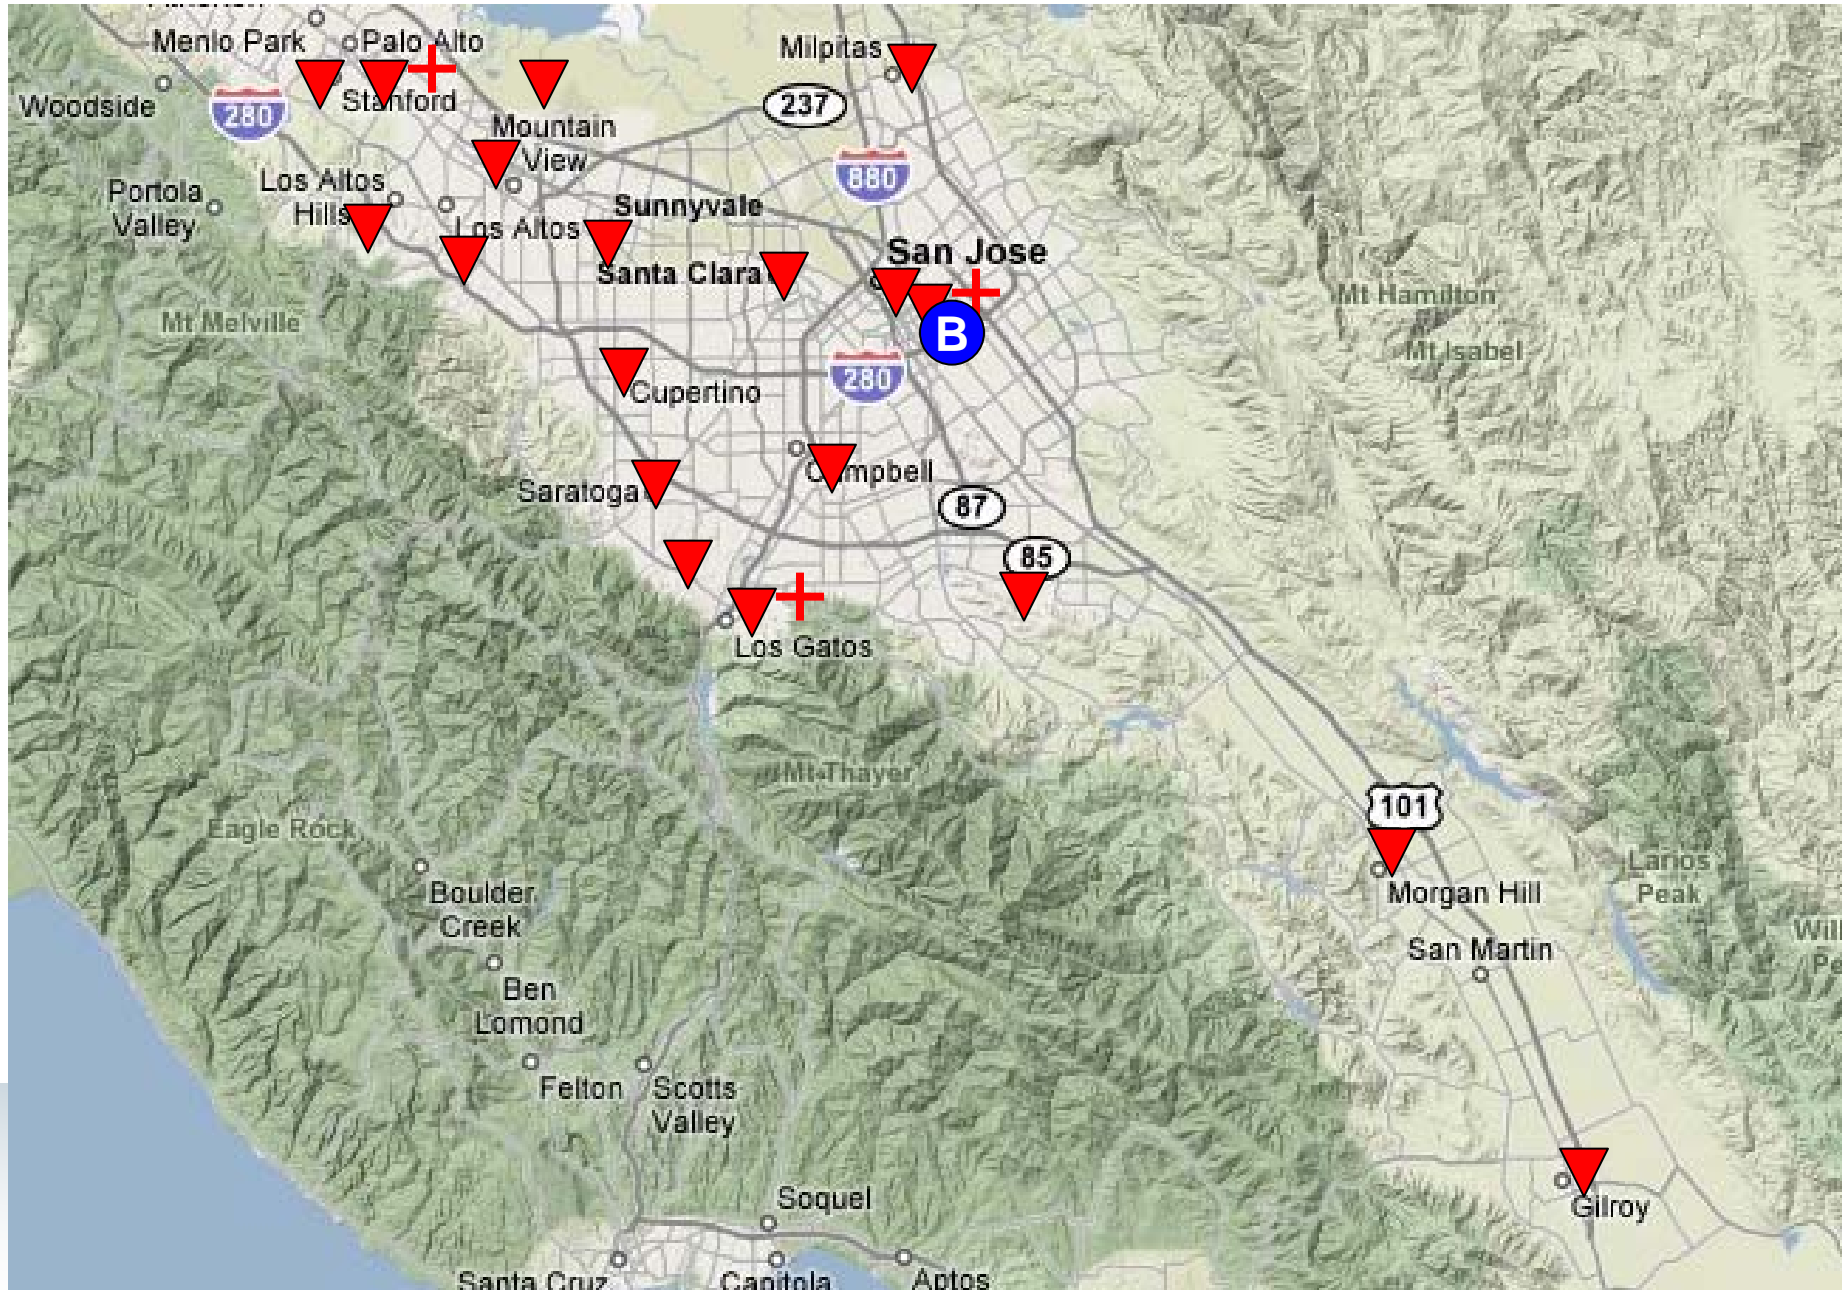 Menlo Park
Palo Alto
Milpitas
Woodside
280
Stanford
237
Mountain
View
880
Los Altos
Hills
Portola
Valley
Sunnyvale
Los Altos
San Jose
Santa Clara
Mt Hamilton
Mt Melville
B
Mt Isabel
280
Cupertino
Campbell
Saratoga
87
85
Los Gatos
Mt Thayer
101
Eagle Rock
Larios
Peak
Boulder
Creek
Morgan Hill
San Martin
Ben
Lomond
Felton
Scotts
Valley
Soquel
Gilroy
Santa Cruz
Capitola
Aptos